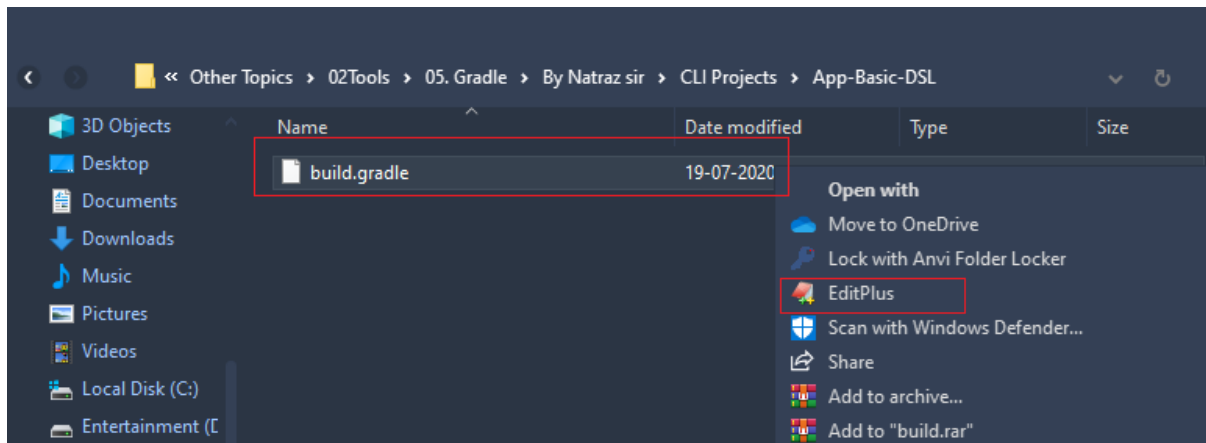 « Other Topics › 02Tools › 05. Gradle › By Natraz sir › CLI Projects › App-Basic-DSL
3D Objects
Name Date modified Type Size
Desktop
build.gradle 19-07-2020
Documents
Downloads
Music
Pictures
Videos
Local Disk (C:)
Entertainment (
Open with
Move to OneDrive
Lock with Anvi Folder Locker
EditPlus
Scan with Windows Defender...
Share
Add to archive...
Add to "build.rar"